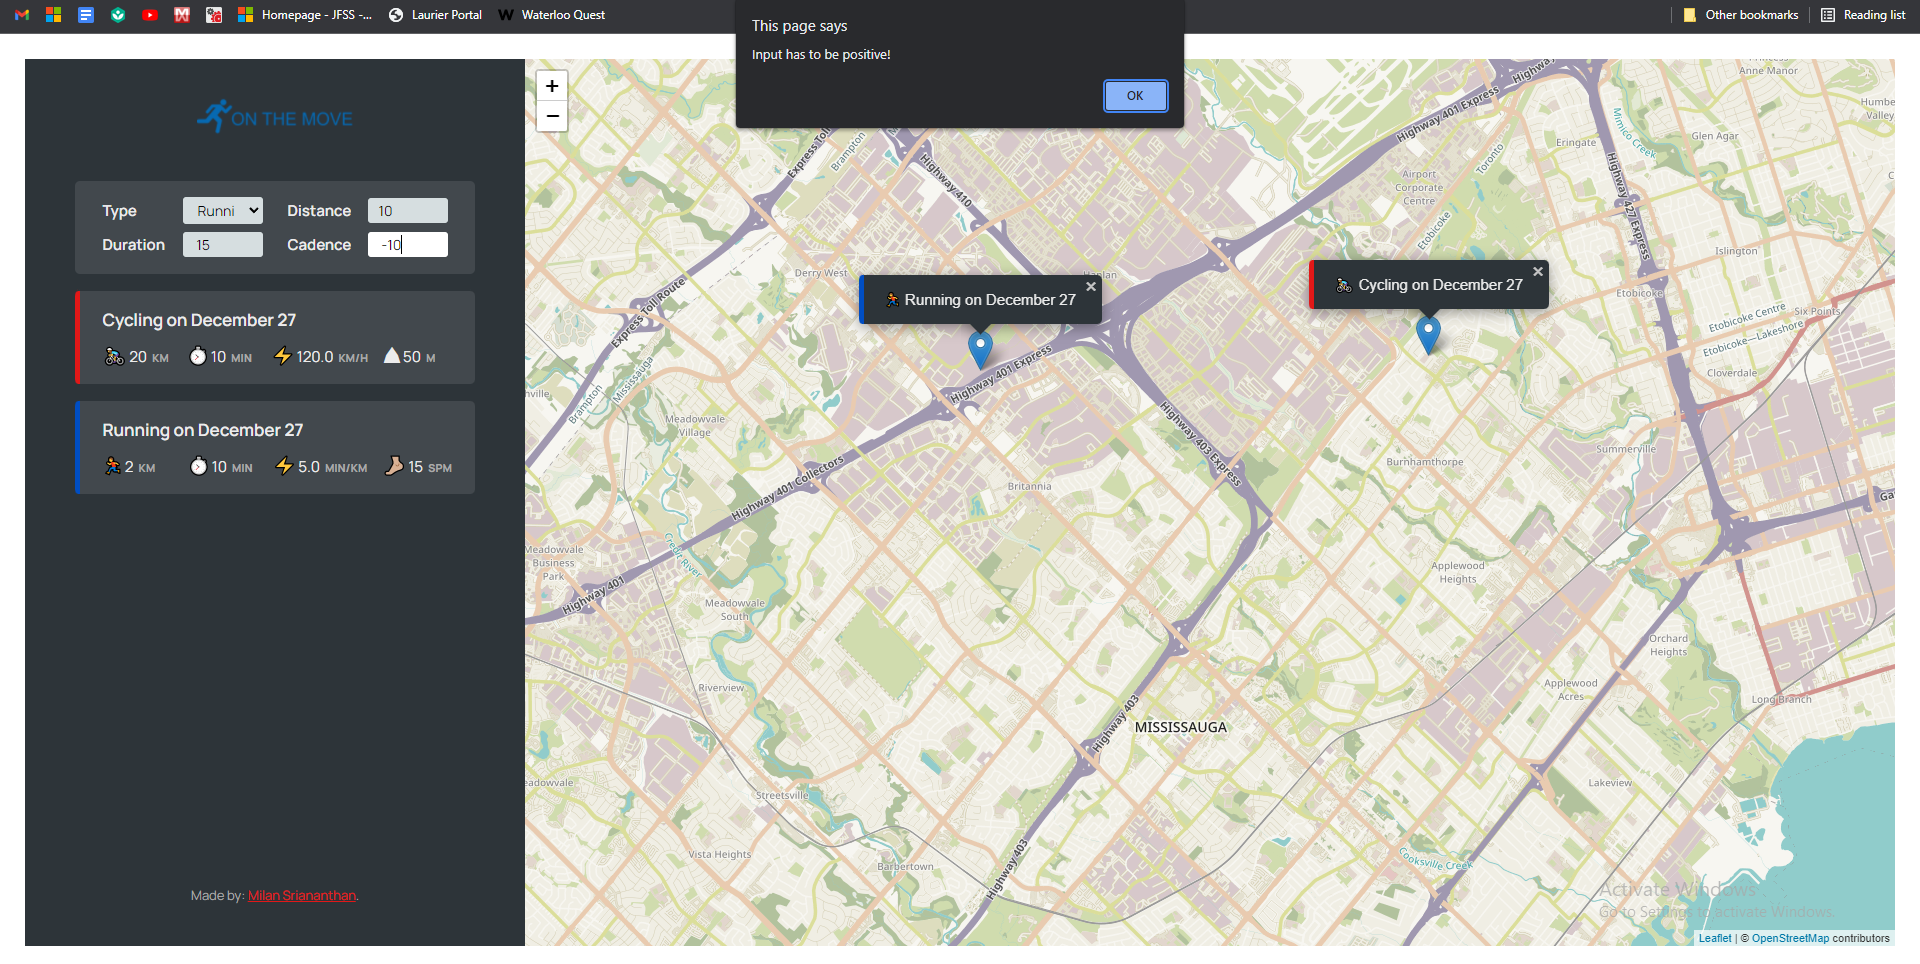 Homepage - JFSS -...
Laurier Portal
Waterloo Quest
Other bookmarks
Reading list
This page says
Input has to be positive!
OK
ON THE MOVE
Type
Runni
Distance
10
Duration
15
Cadence
-10
Cycling on December 27
20 KM
10 MIN
120.0 KM/H
50 M
Running on December 27
2 KM
10 MIN
5.0 MIN/KM
15 SPM
Made by: Milan Sriananthan.
+
−
Running on December 27
×
Cycling on December 27
×
Anne Manor
Highway 401 Express
Mimico Creek
Glen Agar
Eringate
Express Toll
Brampton
Highway 410
Toronto
Airport
Corporate
Centre
Etobicoke
Highway 427 Express
Islington
Derry West
Express Toll Route
Etobicoke
Etobicoke Centre
Six Points
Etobicoke—Lakeshore
Cloverdale
Highway 401 Express
Brampton
Mississauga
Meadowvale
Village
Highway 403 Express
Burnhamthorpe
Summerville
Highway 401 Collectors
Britannia
Credit River
Meadowvale
Business
Park
Highway 401
Applewood
Heights
Meadowvale
South
Orchard
Heights
Riverview
Applewood
Acres
Long Branch
Highway 403
MISSISSAUGA
Streetsville
Lakeview
Vista Heights
Barbertown
Highway 403
Cooksville Creek
Activate Windows
Go to Settings to activate Windows.
Leaflet | © OpenStreetMap contributors